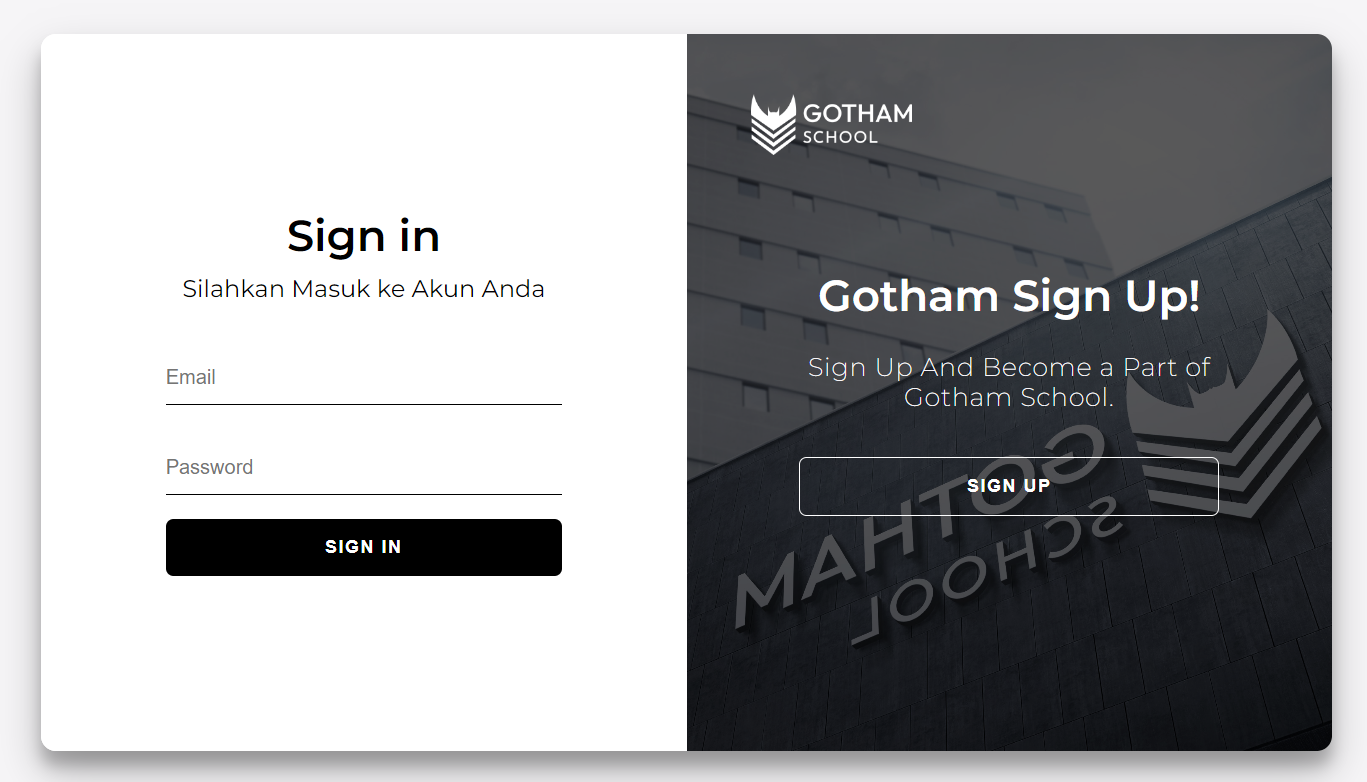 Sign in
Silahkan Masuk ke Akun Anda
Email
Password
SIGN IN
GOTHAM
SCHOOL
Gotham Sign Up!
Sign Up And Become a Part of
Gotham School.
SIGN UP
GOTHAM
SCHOOL